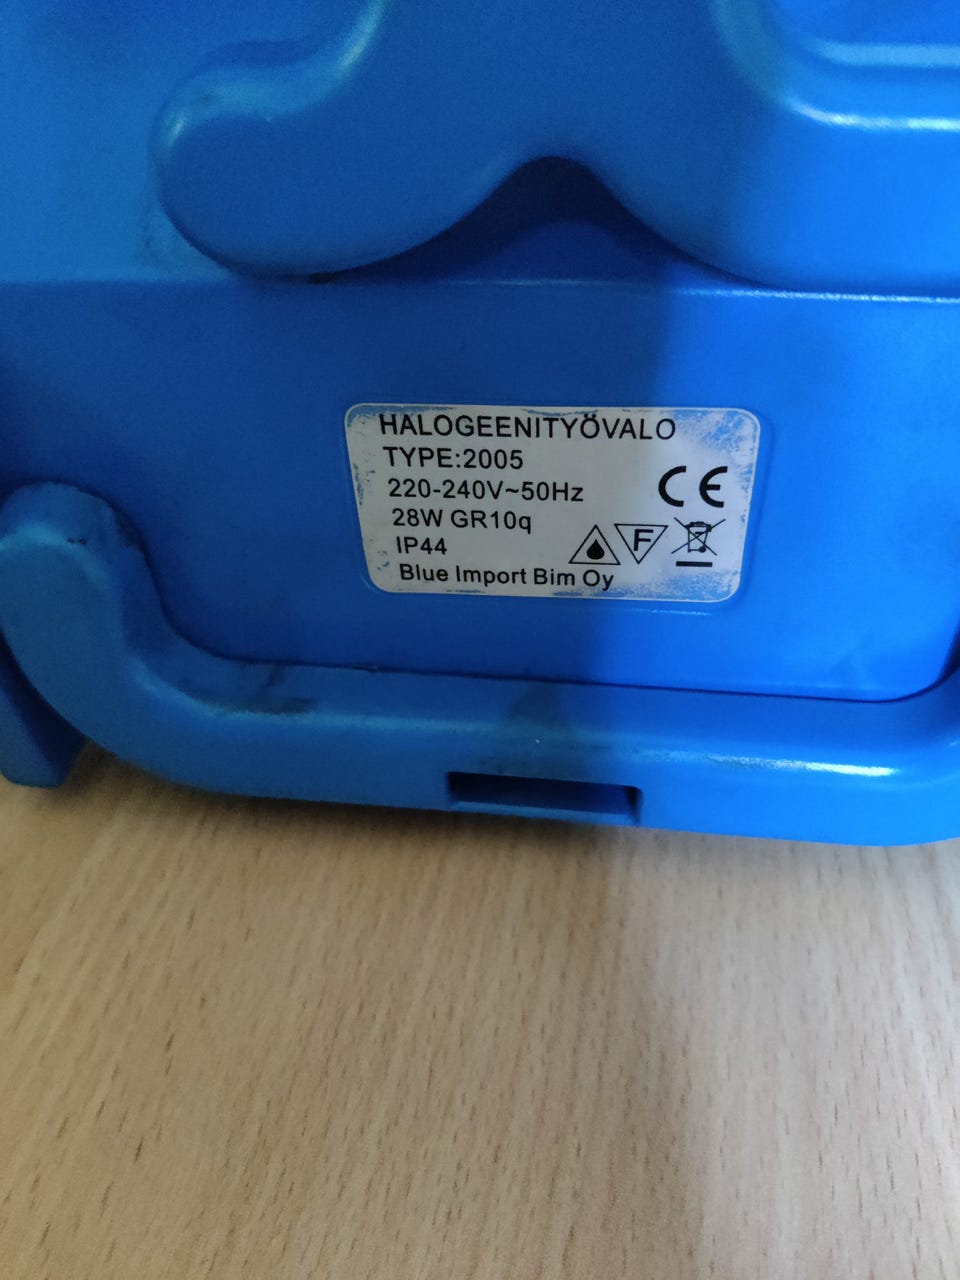 HALOGEENITYÖVALO
TYPE:2005
220-240V~50Hz
CE
28W GR10q
IP44
F
Blue Import Bim Oy